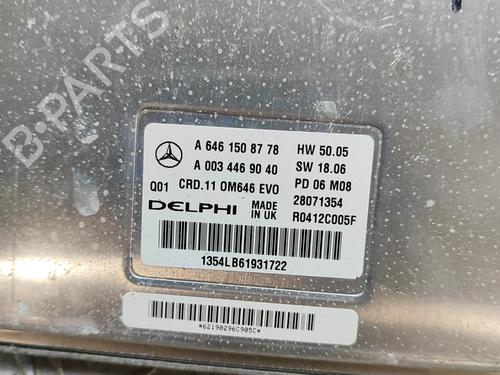 A 646 150 87 78 HW 50.05
A 003 446 90 40 SW 18.06
Q01 CRD.11 OM646 EVO PD 06 M08
DELPHI MADE IN UK 28071354
R0412C005F
1354LB61931722
*62190296C905C*
B-PARTS